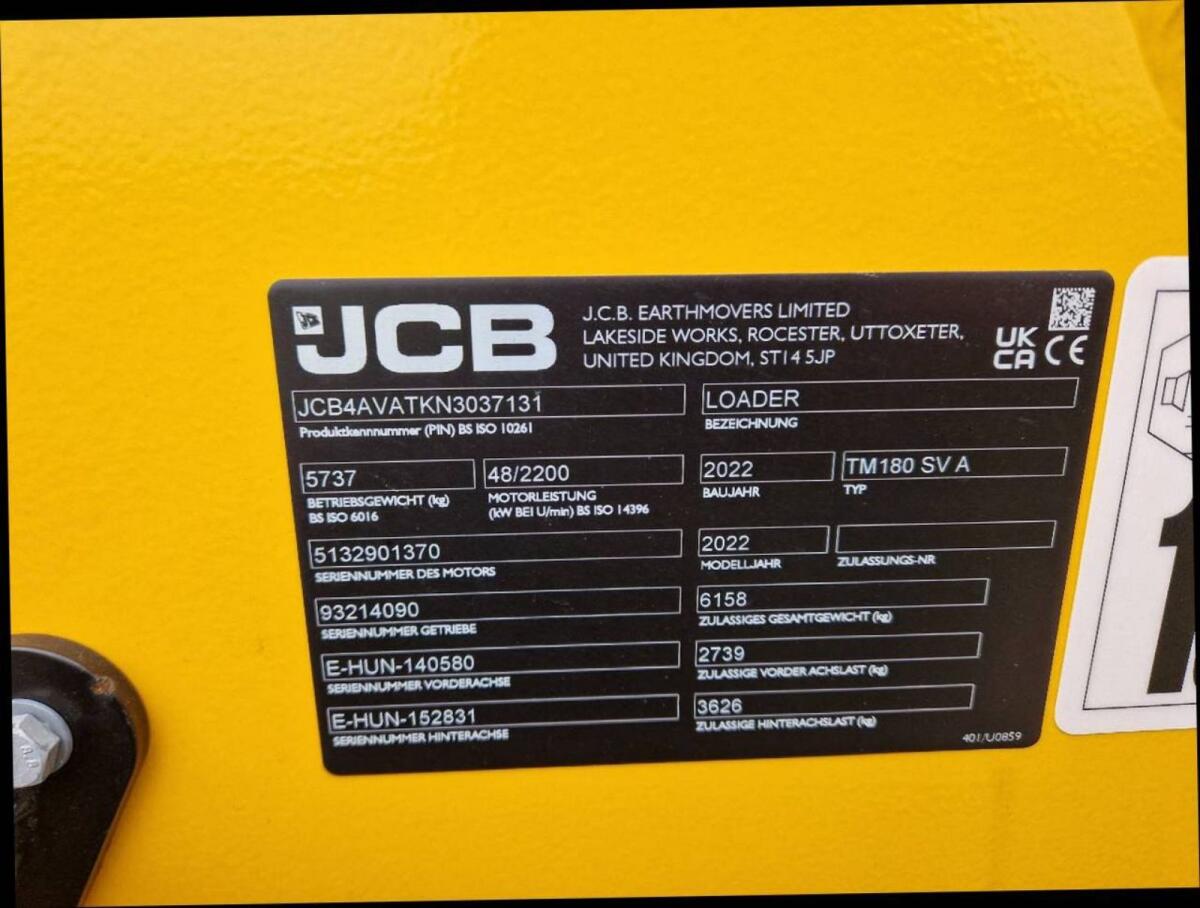 JCB
J.C.B. EARTHMOVERS LIMITED
LAKESIDE WORKS, ROCESTER, UTTOXETER,
UNITED KINGDOM, ST14 5JP
UK
CA CE
JCB4AVATKN3037131
Produktkennnummer (PIN) BS ISO 10261
LOADER
BEZEICHNUNG
5737
BETRIEBSGEWICHT (kg)
BS ISO 6016
48/2200
MOTORLEISTUNG
(kW BEI U/min) BS ISO 14396
2022
BAUJAHR
TM180 SV A
TYP
5132901370
SERIENNUMMER DES MOTORS
2022
MODELLJAHR
ZULASSUNGS-NR
93214090
SERIENNUMMER GETRIEBE
6158
ZULASSIGES GESAMTGEWICHT (kg)
E-HUN-140580
SERIENNUMMER VORDERACHSE
2739
ZULASSIGE VORDER ACHSLAST (kg)
E-HUN-152831
SERIENNUMMER HINTERACHSE
3626
ZULASSIGE HINTERACHSLAST (kg)
401/U0859